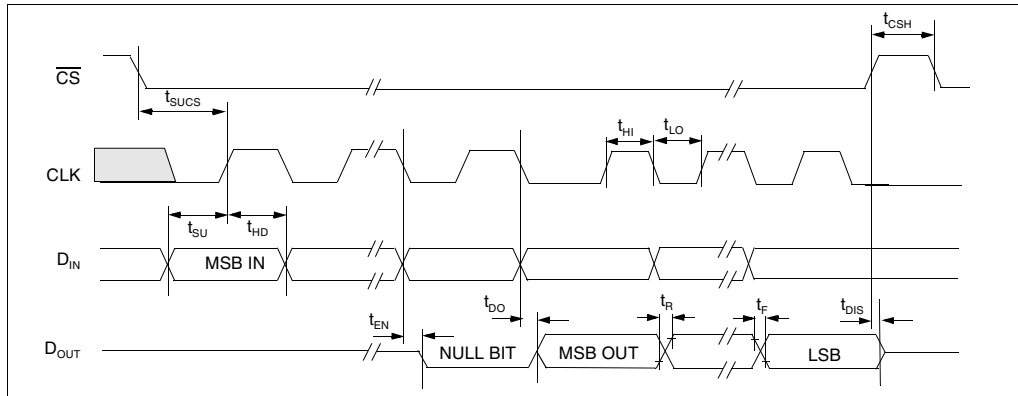 tCSH
CS
tSUCS
tHI
tLO
CLK
tSU
tHD
DIN
MSB IN
tEN
tDO
tR
tF
tDIS
DOUT
NULL BIT
MSB OUT
LSB